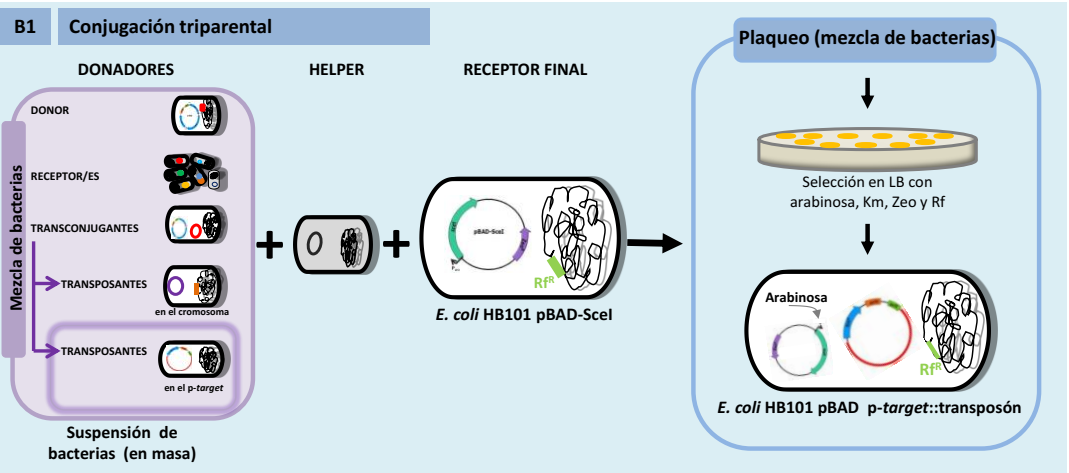 B1 Conjugación triparental
DONADORES
HELPER
RECEPTOR FINAL
Mezcla de bacterias
DONOR
RECEPTOR/ES
TRANSCONJUGANTES
TRANSPOSANTES
en el cromosoma
TRANSPOSANTES
en el p-target
Suspensión de
bacterias (en masa)
pBAD-SceI
Rfᴿ
E. coli HB101 pBAD-SceI
Plaqueo (mezcla de bacterias)
Selección en LB con
arabinosa, Km, Zeo y Rf
Arabinosa
Rfᴿ
E. coli HB101 pBAD p-target::transposón